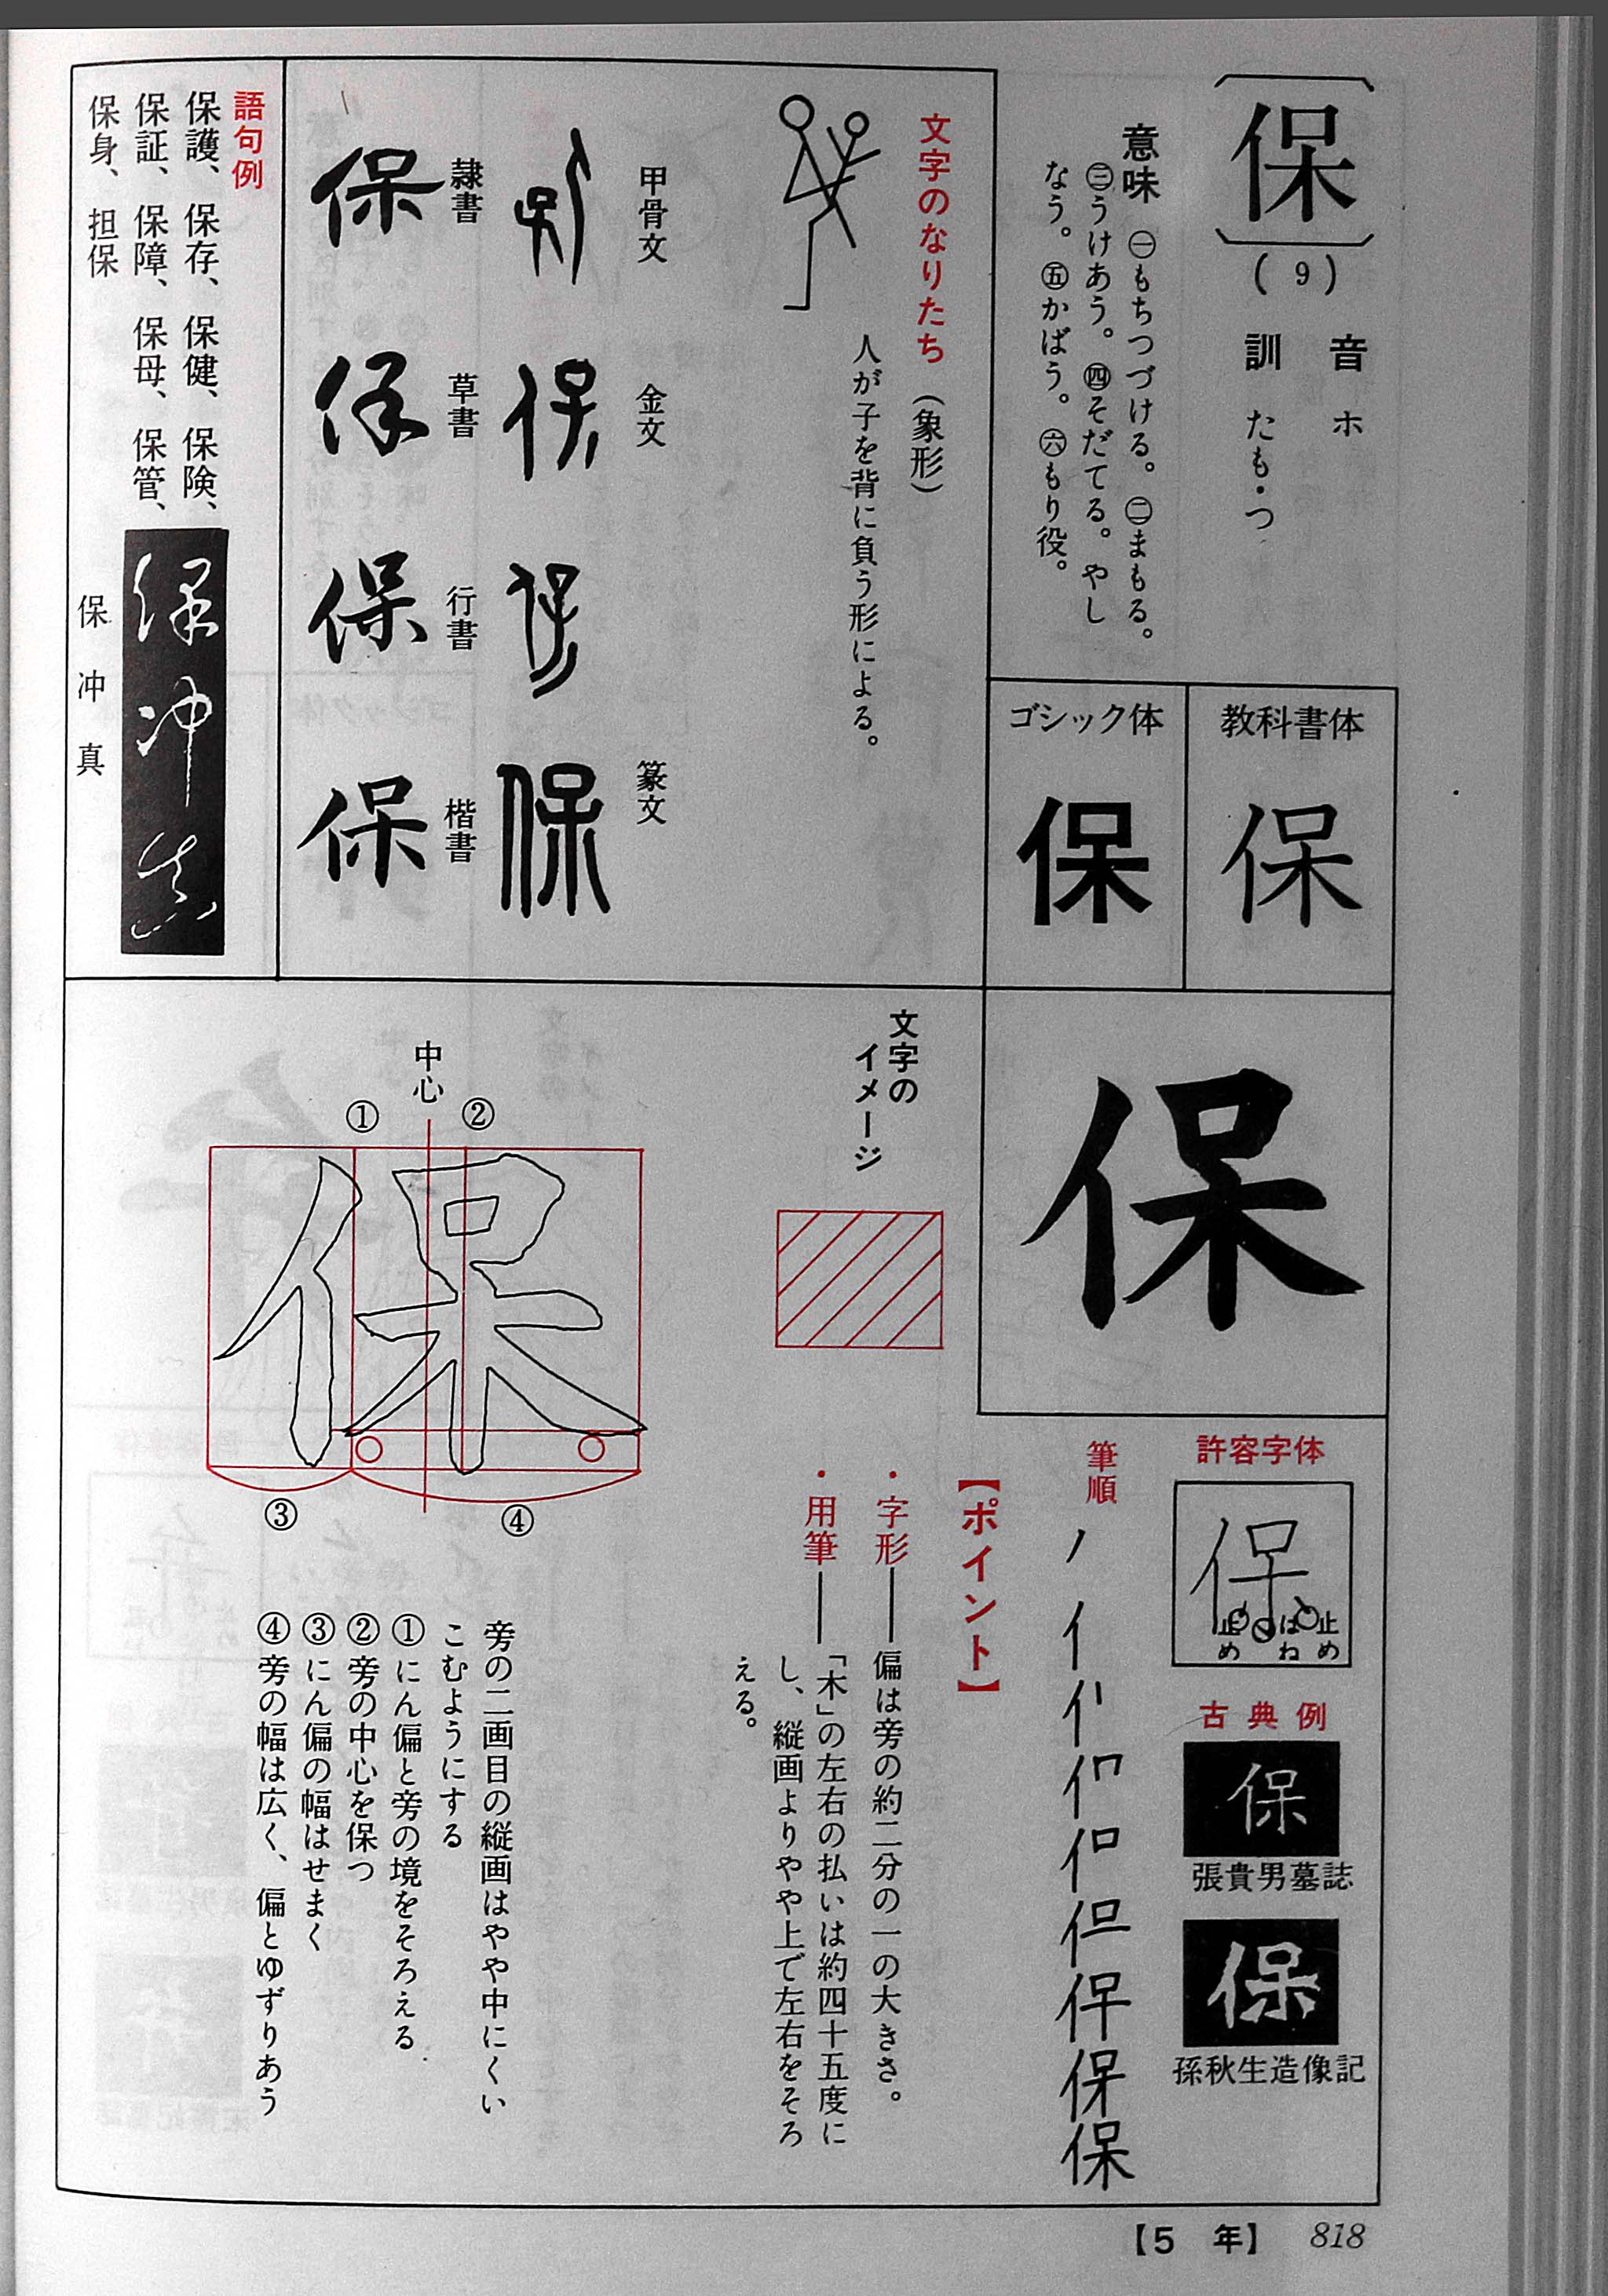 保
(9)
音 ホ
訓 たも・つ
意味 ㊀もちつづける。㊁まもる。
㊂うけあう。㊃そだてる。やし
なう。㊄かばう。㊅もり役。
教科書体
保
ゴシック体
保
文字のなりたち(象形)
人が子を背に負う形による。
甲骨文
金文
篆文
隷書
保
草書
保
行書
保
楷書
保
語句例
保護、保存、保健、保険、
保証、保障、保母、保管、
保身、担保
保冲真
保冲真
保
許容字体
保
止め
はね
止め
古典例
保
張貴男墓誌
保
孫秋生造像記
筆順
保
【ポイント】
・字形──偏は旁の約二分の一の大きさ。
・用筆──「木」の左右の払いは約四十五度に
し、縦画よりやや上で左右をそろ
える。
文字の
イメージ
中心
①
②
③
④
旁の二画目の縦画はやや中にくい
こむようにする
①にん偏と旁の境をそろえる
②旁の中心を保つ
③にん偏の幅はせまく
④旁の幅は広く、偏とゆずりあう
【5 年】 818